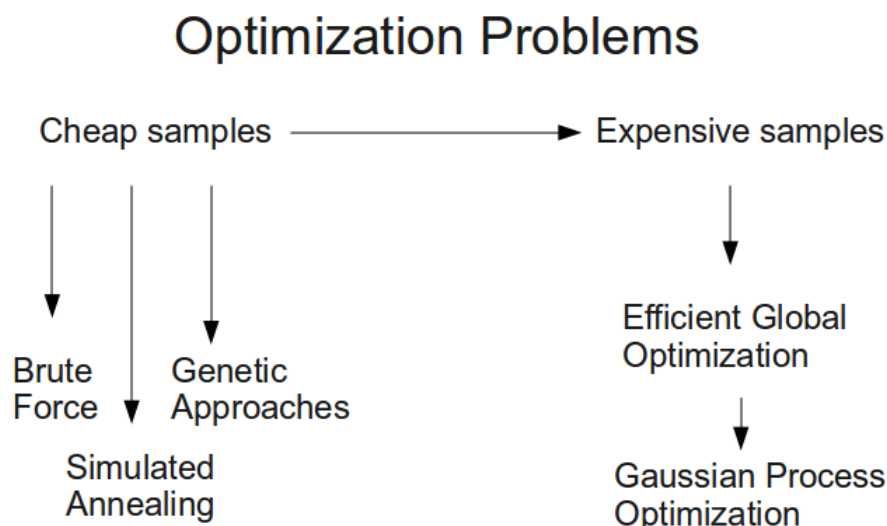 Optimization Problems
Cheap samples
Expensive samples
Efficient Global
Optimization
Brute
Force
Genetic
Approaches
Simulated
Annealing
Gaussian Process
Optimization